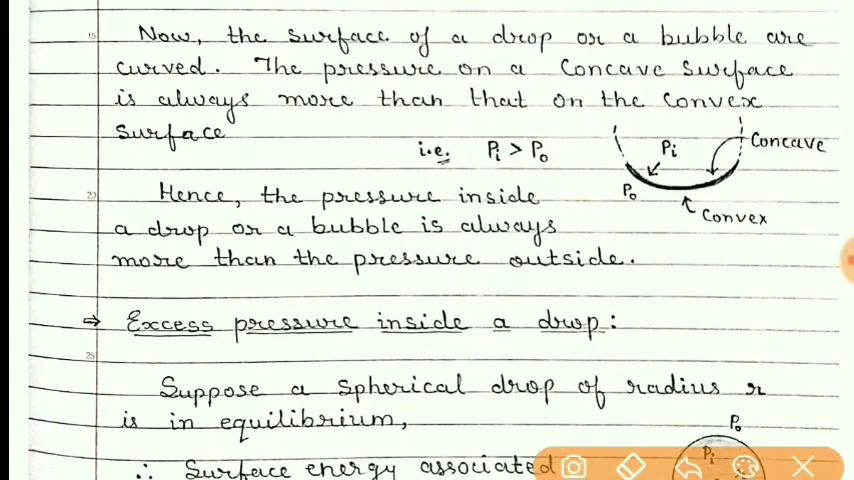 15
Now, the surface of a drop or a bubble are
curved. The pressure on a concave surface
is always more than that on the convex
surface
i.e. Pi > Po
Pi
Concave
Po
Convex
20
Hence, the pressure inside
a drop or a bubble is always
more than the pressure outside.
⇒ Excess pressure inside a drop:
25
Suppose a spherical drop of radius r
is in equilibrium,
Po
∴ Surface energy associated
Pi